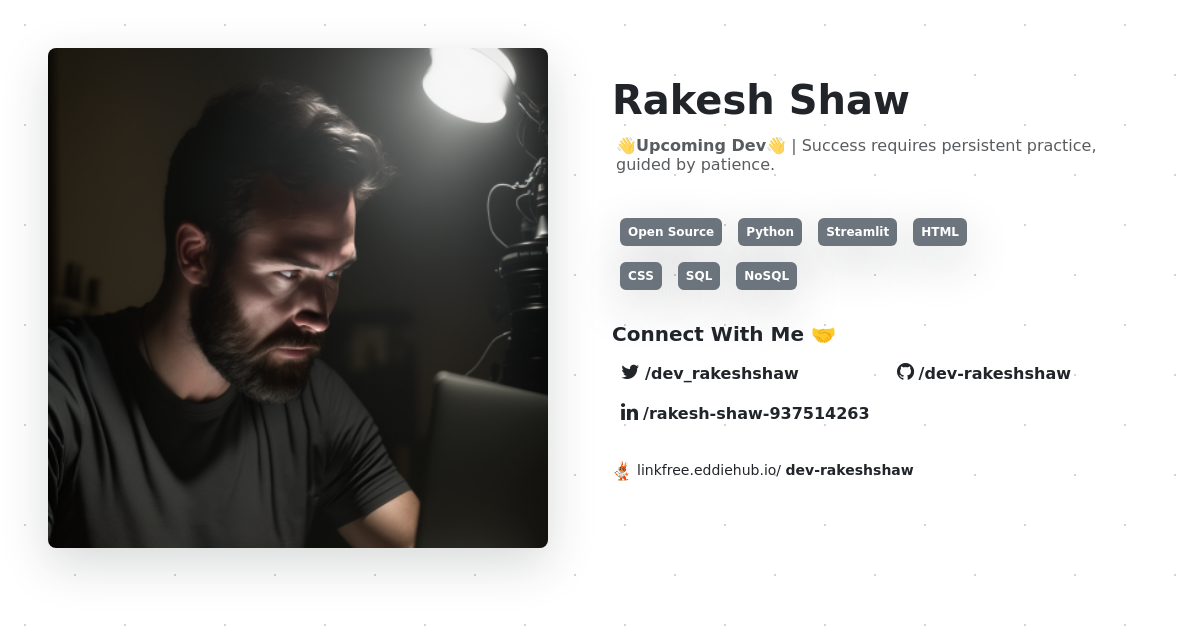 Rakesh Shaw
👋Upcoming Dev👋 | Success requires persistent practice,
guided by patience.
Open Source Python Streamlit HTML
CSS SQL NoSQL
Connect With Me 🤝
/dev_rakeshshaw /dev-rakeshshaw
/rakesh-shaw-937514263
linkfree.eddiehub.io/ dev-rakeshshaw